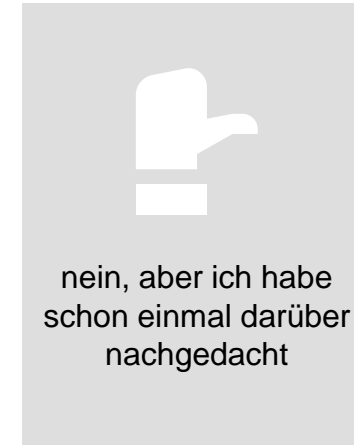 nein, aber ich habe
schon einmal darüber
nachgedacht